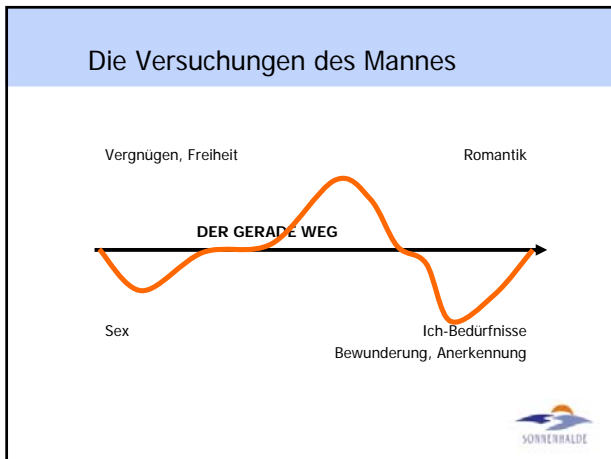 Die Versuchungen des Mannes
Vergnügen, Freiheit
Romantik
DER GERADE WEG
Sex
Ich-Bedürfnisse
Bewunderung, Anerkennung
SONNENHALDE